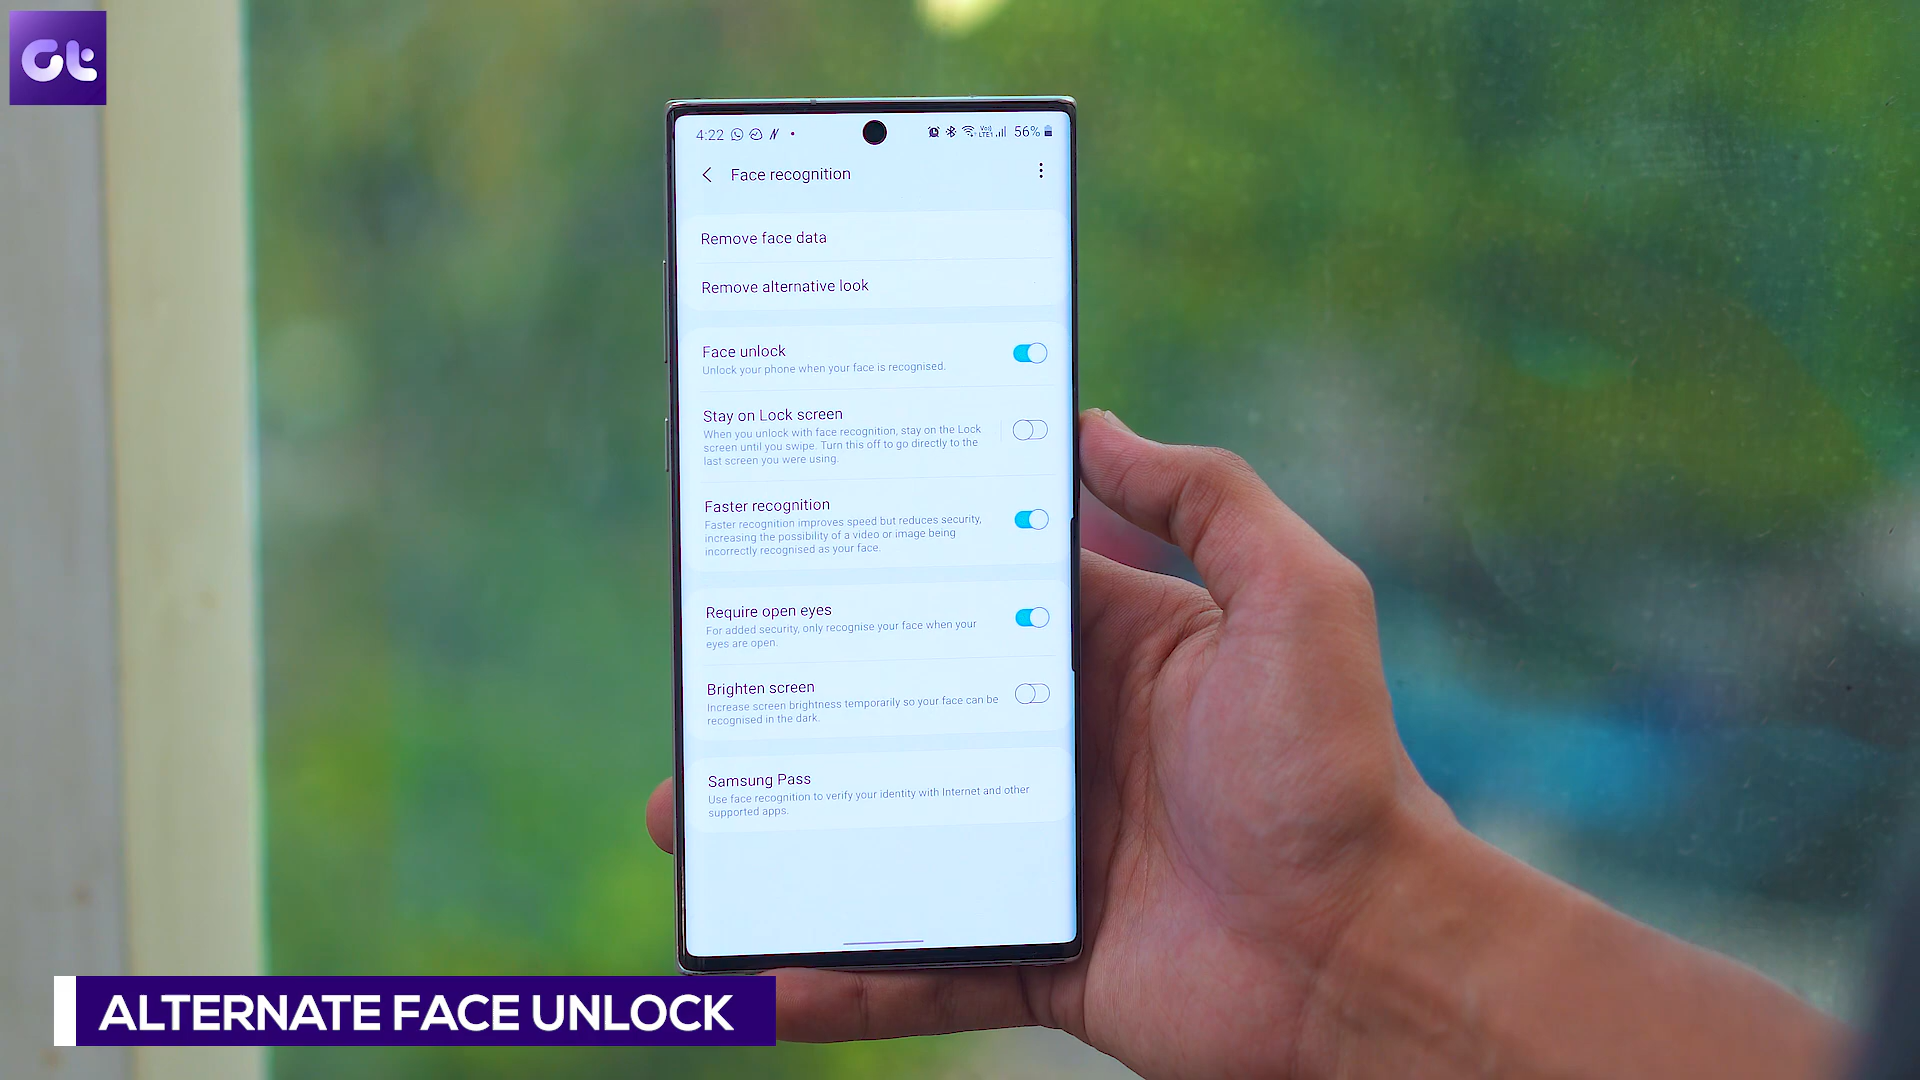 Gt
4:22
Vo)) LTE1 56%
Face recognition
Remove face data
Remove alternative look
Face unlock
Unlock your phone when your face is recognised.
Stay on Lock screen
When you unlock with face recognition, stay on the Lock
screen until you swipe. Turn this off to go directly to the
last screen you were using.
Faster recognition
Faster recognition improves speed but reduces security,
increasing the possibility of a video or image being
incorrectly recognised as your face.
Require open eyes
For added security, only recognise your face when your
eyes are open.
Brighten screen
Increase screen brightness temporarily so your face can be
recognised in the dark.
Samsung Pass
Use face recognition to verify your identity with Internet and other
supported apps.
ALTERNATE FACE UNLOCK